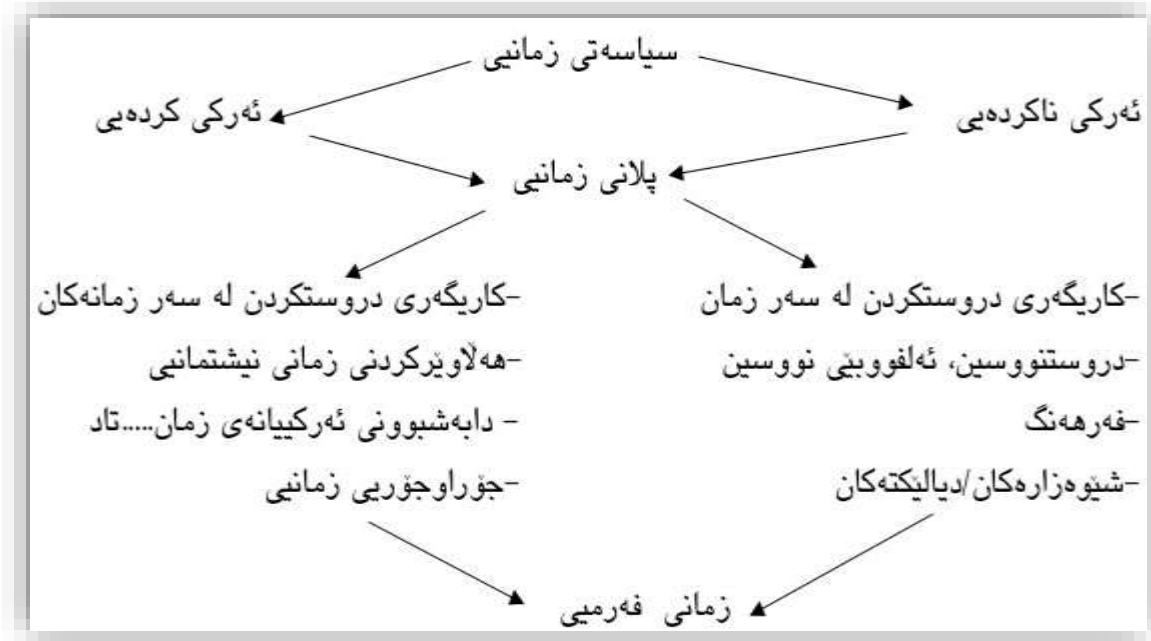 سیاسەتی زمانیی
ئەرکی ناکردەیی
ئەرکی کردەیی
پلانی زمانیی
-کاریگەری دروستکردن لە سەر زمان
-دروستنووسین، ئەلفووبێی نووسین
-فەرهەنگ
-شێوەزارەکان/دیالێکتەکان
-کاریگەری دروستکردن لە سەر زمانەکان
-هەڵاوێرکردنی زمانی نیشتمانیی
- دابەشبوونی ئەرکییانەی زمان.....تاد
-جۆراوجۆریی زمانیی
زمانی فەرمیی